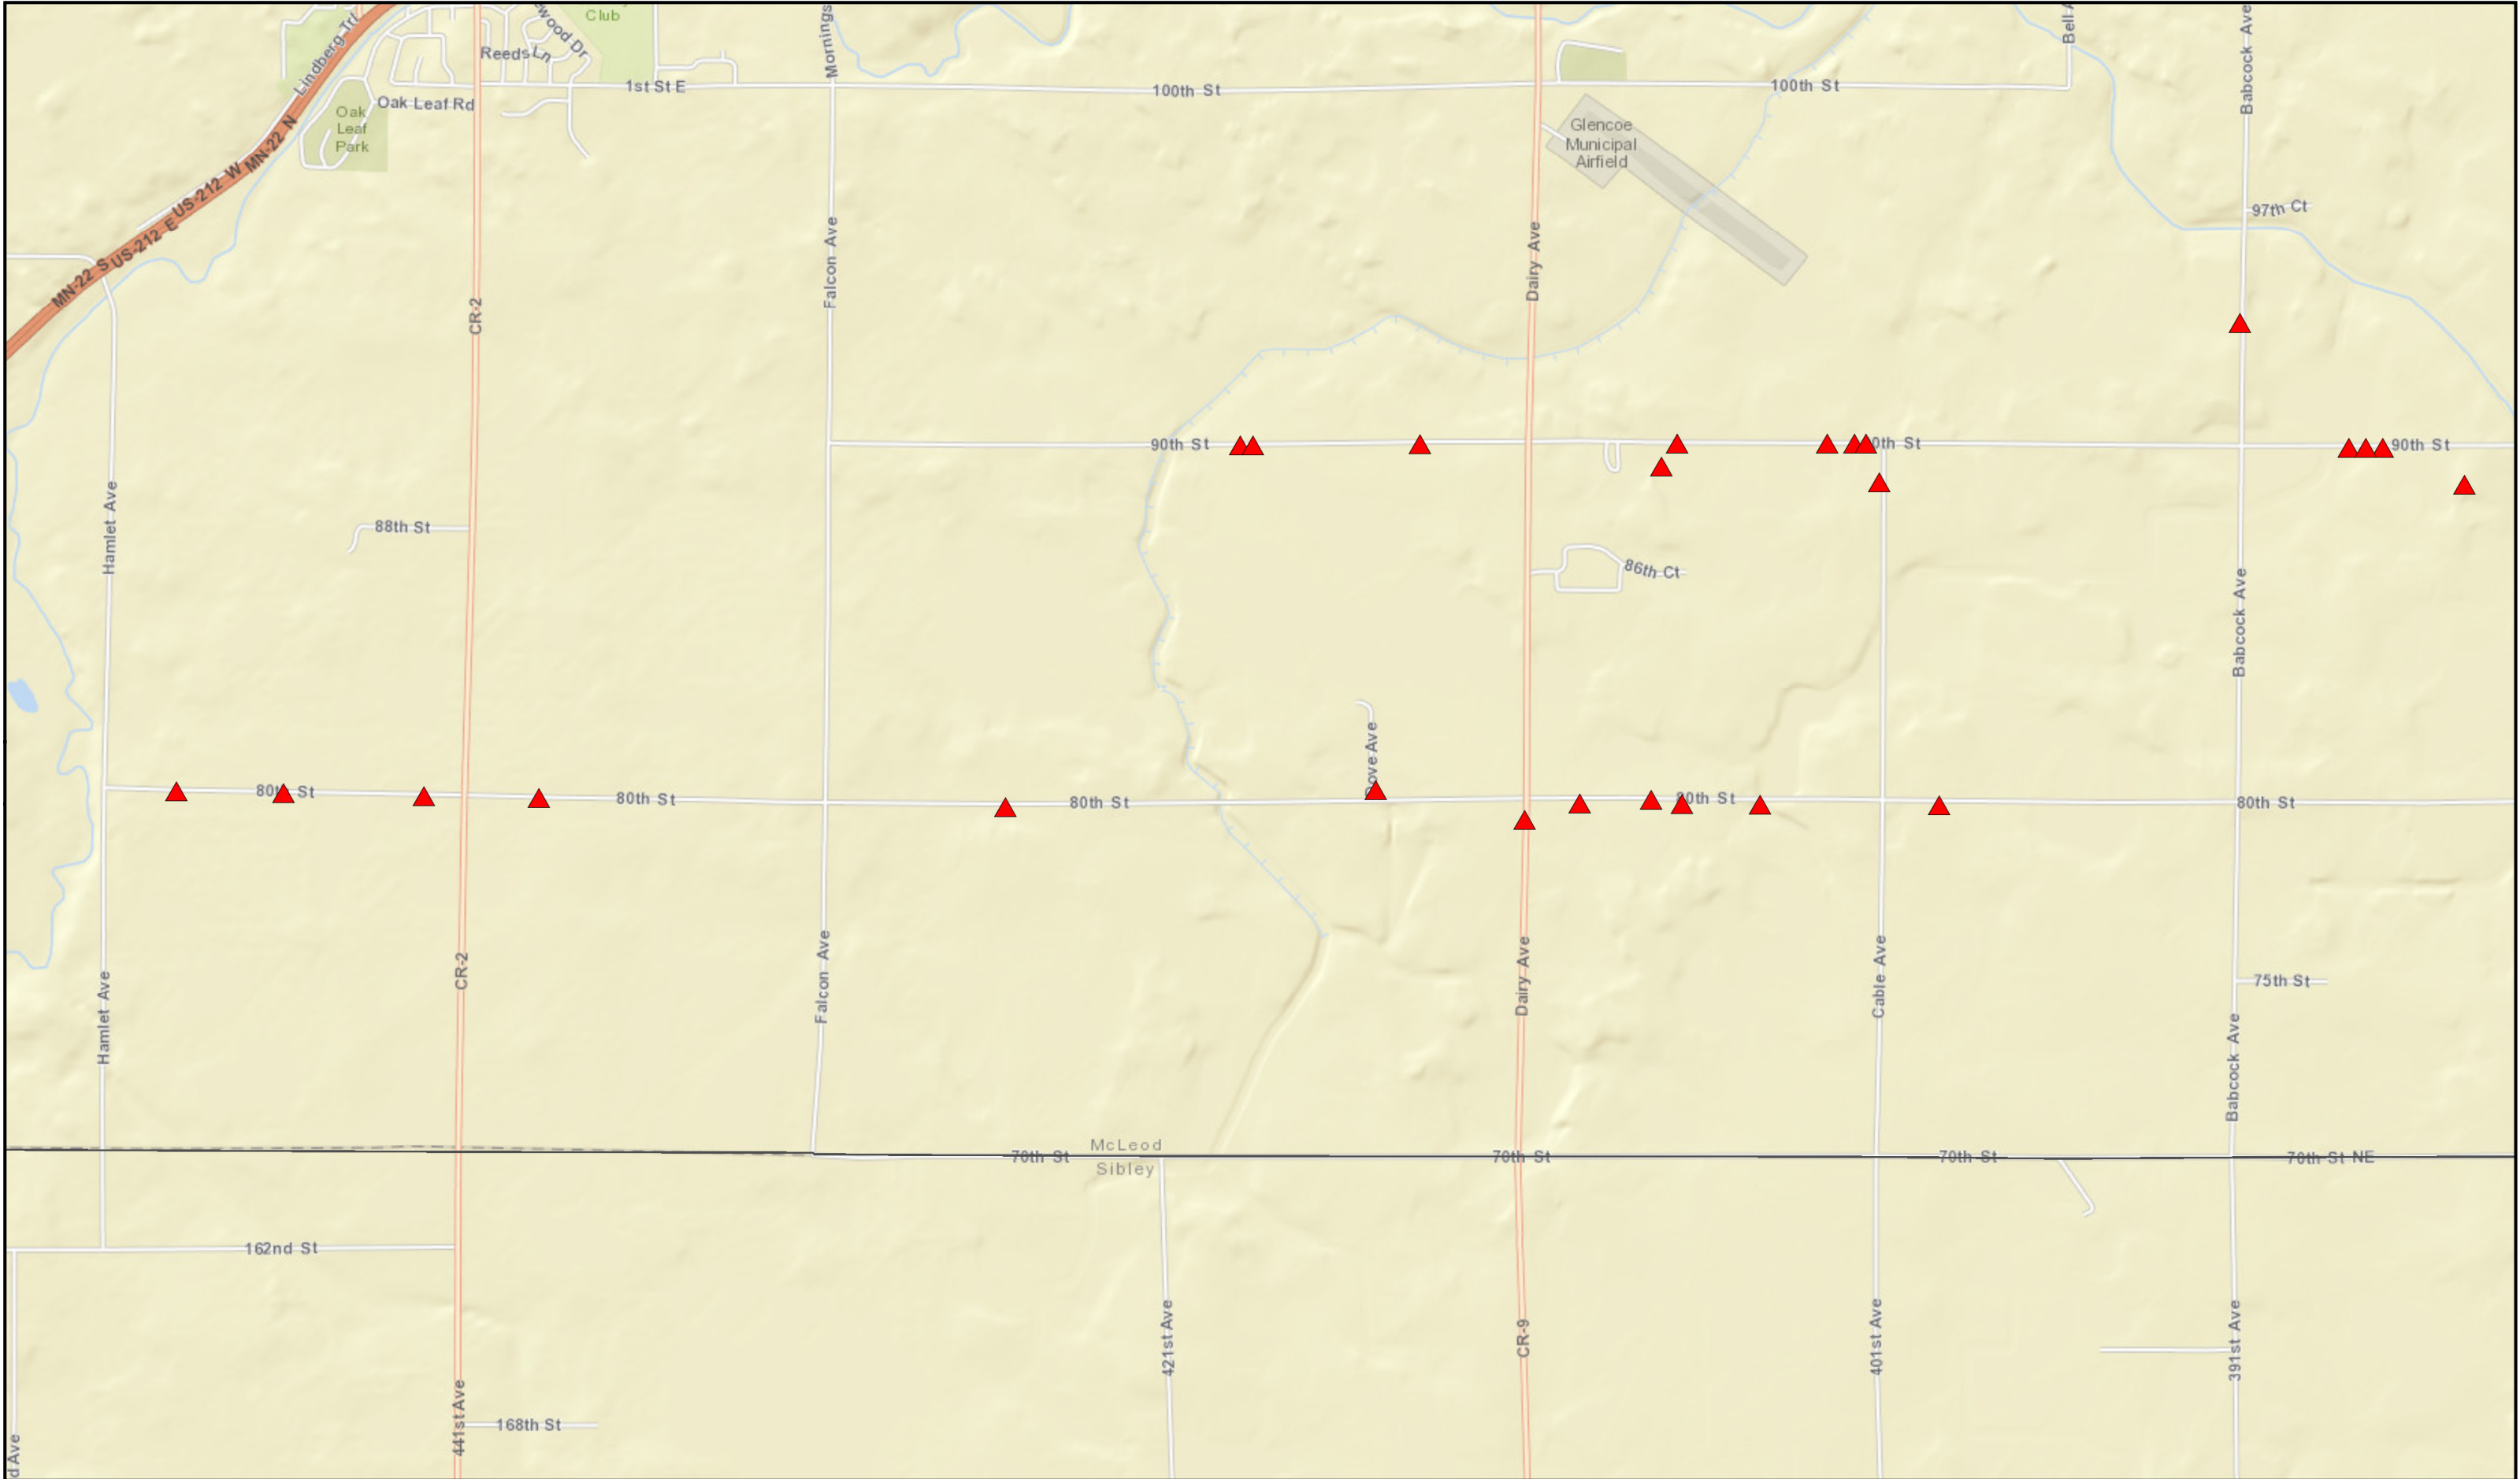 Club
Lindberg Trl
Reeds Ln
1st St E
100th St
100th St
Babcock Ave
Oak Leaf Rd
Oak
Leaf
Park
Glencoe
Municipal
Airfield
MN-22 N
US-212 W
US-212 E
MN-22 S
97th Ct
Falcon Ave
Dairy Ave
CR-2
90th St
0th St
90th St
Hamlet Ave
88th St
86th Ct
Babcock Ave
80th St
80th St
80th St
80th St
80th St
Cable Ave
Dairy Ave
Falcon Ave
CR-2
Hamlet Ave
75th St
Babcock Ave
McLeod
Sibley
70th St
70th St
70th St
70th St NE
162nd St
421st Ave
CR-9
401st Ave
391st Ave
441st Ave
168th St
d Ave